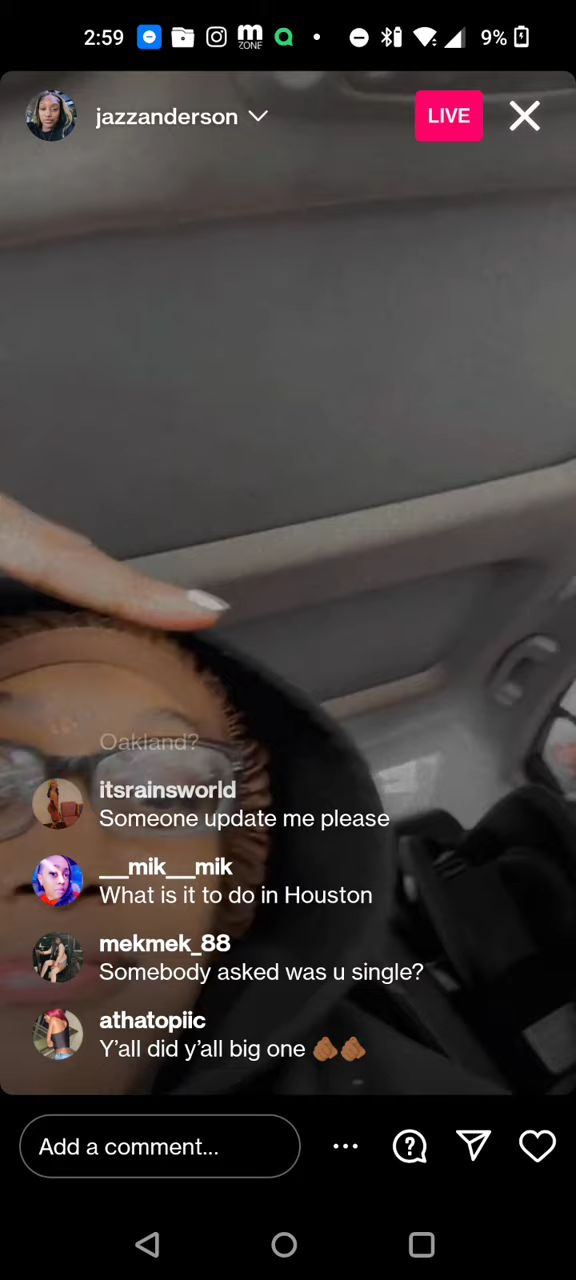 2:59
m
ZONE
9%
jazzanderson
LIVE
Oakland?
itsrainsworld
Someone update me please
__mik__mik
What is it to do in Houston
mekmek_88
Somebody asked was u single?
athatopiic
Y'all did y'all big one 🫱🏽🫱🏽
Add a comment...